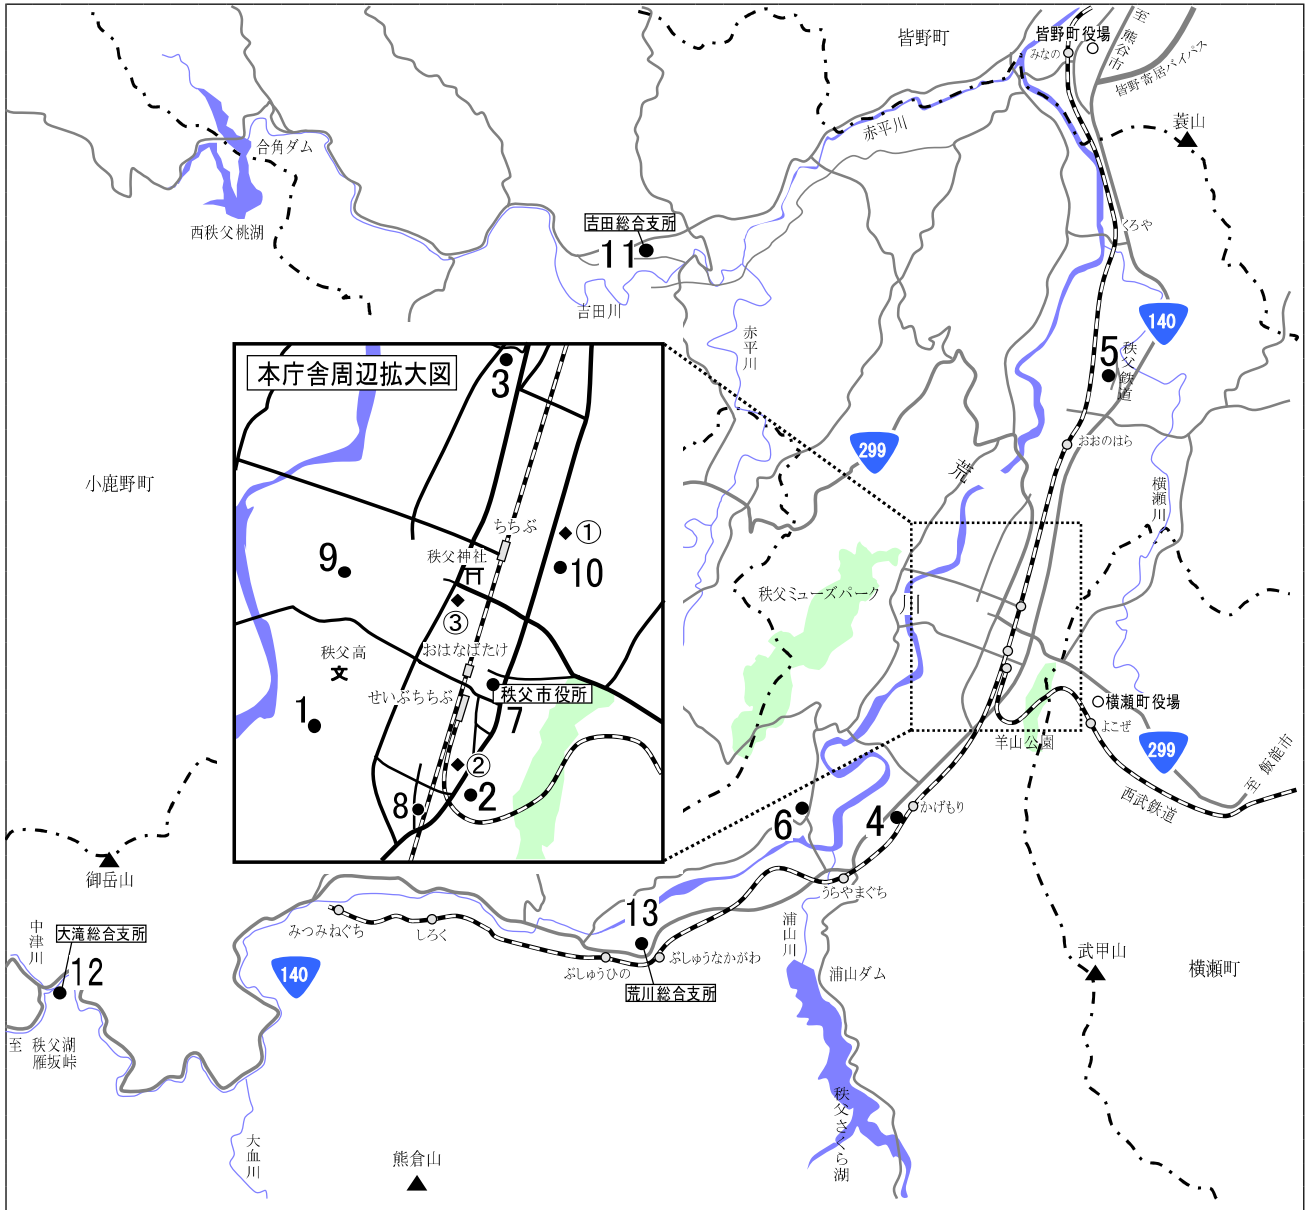 皆野町
皆野町役場
みなの
至 熊谷市
皆野寄居バイパス
蓑山
赤平川
合角ダム
西秩父桃湖
吉田総合支所
11
吉田川
くろや
140
赤平川
5
秩父鉄道
本庁舎周辺拡大図
3
299
荒
川
おおのはら
横瀬川
小鹿野町
ちちぶ
①
秩父神社
9
10
③
秩父ミューズパーク
おはなばたけ
秩父高
せいぶちちぶ
秩父市役所
1
7
②
2
8
横瀬町役場
よこぜ
羊山公園
299
至 飯能市
西武鉄道
6
4
かげもり
御岳山
うらやまぐち
13
中津川
大滝総合支所
12
みつみねぐち
しろく
ぶしゅうひの
ぶしゅうなかがわ
浦山川
武甲山
横瀬町
140
荒川総合支所
浦山ダム
至 秩父湖
雁坂峠
秩父さくら湖
大血川
熊倉山